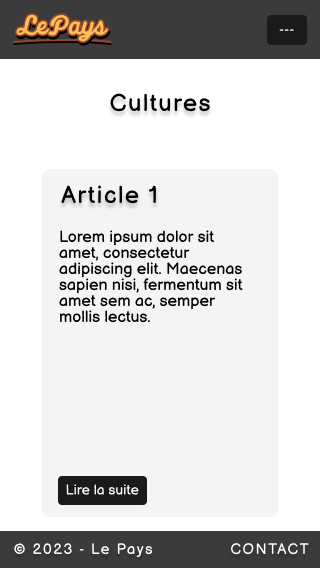 LePays
---
Cultures
Article 1
Lorem ipsum dolor sit
amet, consectetur
adipiscing elit. Maecenas
sapien nisi, fermentum sit
amet sem ac, semper
mollis lectus.
Lire la suite
© 2023 - Le Pays CONTACT